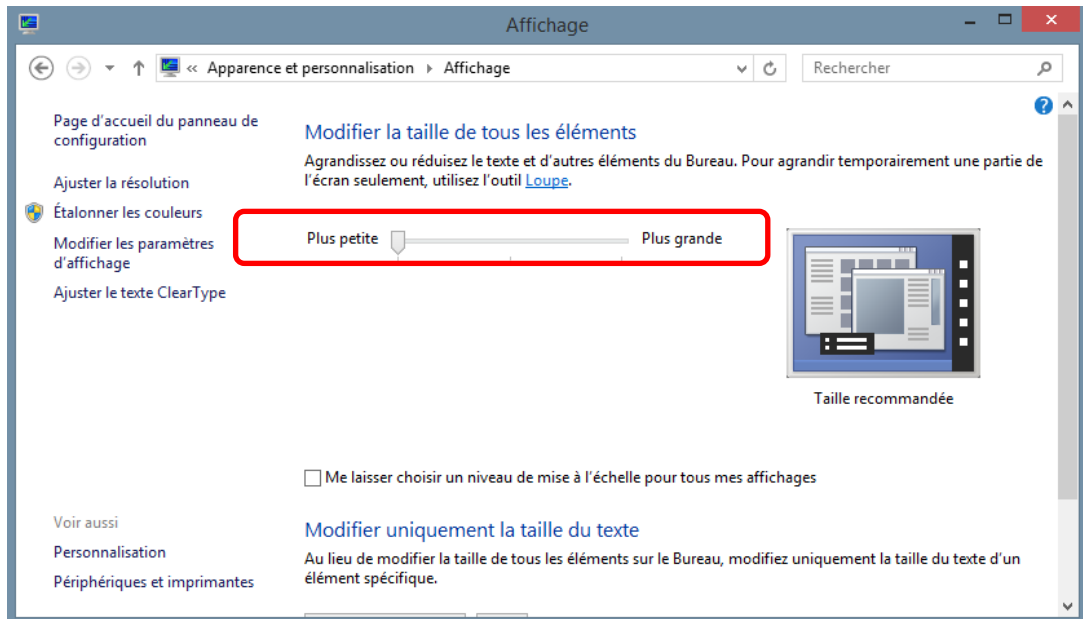 Affichage
« Apparence et personnalisation Affichage
Rechercher
Page d'accueil du panneau de
configuration
Ajuster la résolution
Étalonner les couleurs
Modifier les paramètres
d'affichage
Ajuster le texte ClearType
Voir aussi
Personnalisation
Périphériques et imprimantes
Modifier la taille de tous les éléments
Agrandissez ou réduisez le texte et d'autres éléments du Bureau. Pour agrandir temporairement une partie de
l'écran seulement, utilisez l'outil Loupe.
Plus petite
Plus grande
Taille recommandée
Me laisser choisir un niveau de mise à l'échelle pour tous mes affichages
Modifier uniquement la taille du texte
Au lieu de modifier la taille de tous les éléments sur le Bureau, modifiez uniquement la taille du texte d'un
élément spécifique.